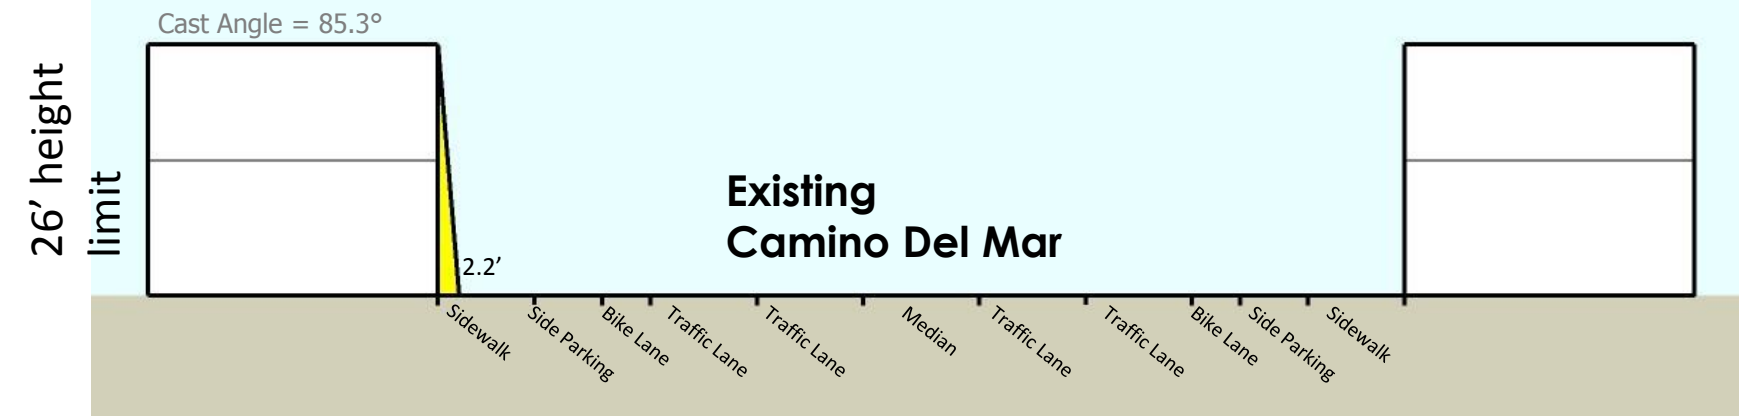 Cast Angle = 85.3°
26’ height
limit
Existing
Camino Del Mar
2.2’
Sidewalk
Side Parking
Bike Lane
Traffic Lane
Traffic Lane
Median
Traffic Lane
Traffic Lane
Bike Lane
Side Parking
Sidewalk